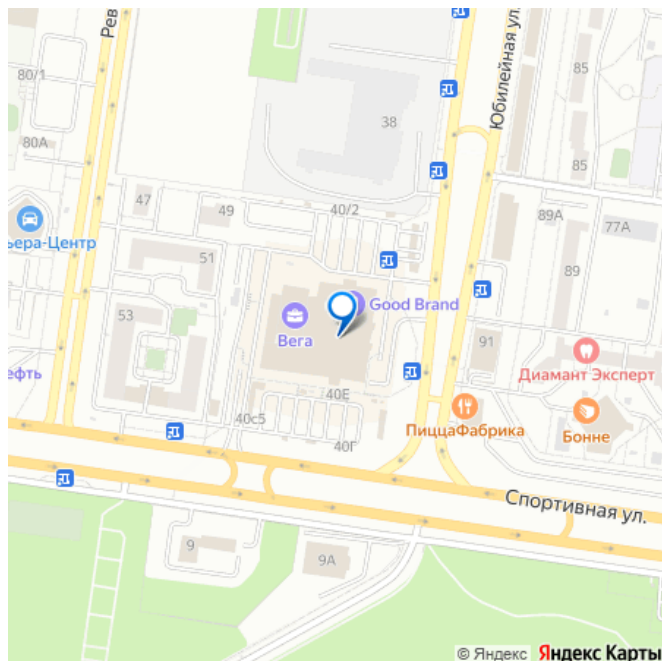 Рев
Юбилейная ул.
80/1
85
38
80А
85
47
49
40/2
89А
77А
ьера-Центр
51
89
Good Brand
53
Вега
91
ефть
Диамант Эксперт
40Е
40с5
ПиццаФабрика
Бонне
40Г
Спортивная ул.
9
9А
© Яндекс Яндекс Карты